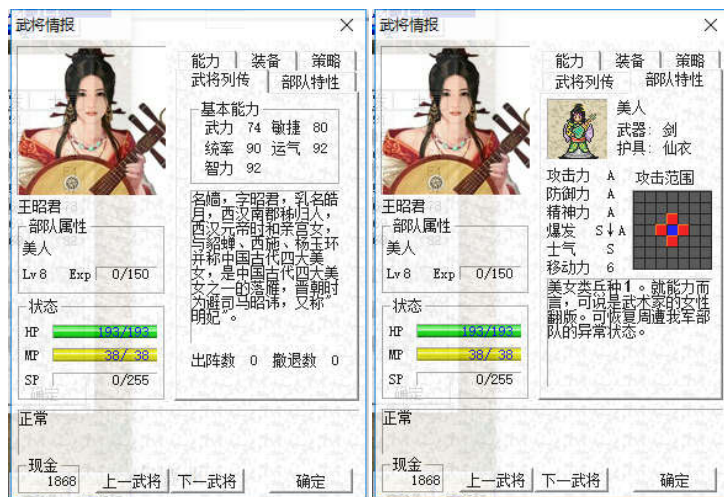 武将情报
能力 装备 策略
武将列传 部队特性
基本能力
武力 74 敏捷 80
统率 90 运气 92
智力 92
名嫱，字昭君，乳名皓
月，西汉南郡秭归人，
西汉元帝时和亲宫女，
与貂蝉、西施、杨玉环
并称中国古代四大美
女，是中国古代四大美
女之一的落雁，晋朝时
为避司马昭讳，又称"
明妃"。
出阵数 0 撤退数 0
王昭君
部队属性
美人
Lv 8 Exp 0/150
状态
HP 193/193
MP 38/ 38
SP 0/255
正常
现金
1868 上一武将 下一武将 确定
武将情报
能力 装备 策略
武将列传 部队特性
美人
武器: 剑
护具: 仙衣
攻击力 A 攻击范围
防御力 A
精神力 A
爆发 S↓A
士气 S
移动力 6
美女类兵种1。就能力而
言，可说是武术家的女性
翻版。可恢复周遭我军部
队的异常状态。
王昭君
部队属性
美人
Lv 8 Exp 0/150
状态
HP 193/193
MP 38/ 38
SP 0/255
正常
现金
1868 上一武将 下一武将 确定